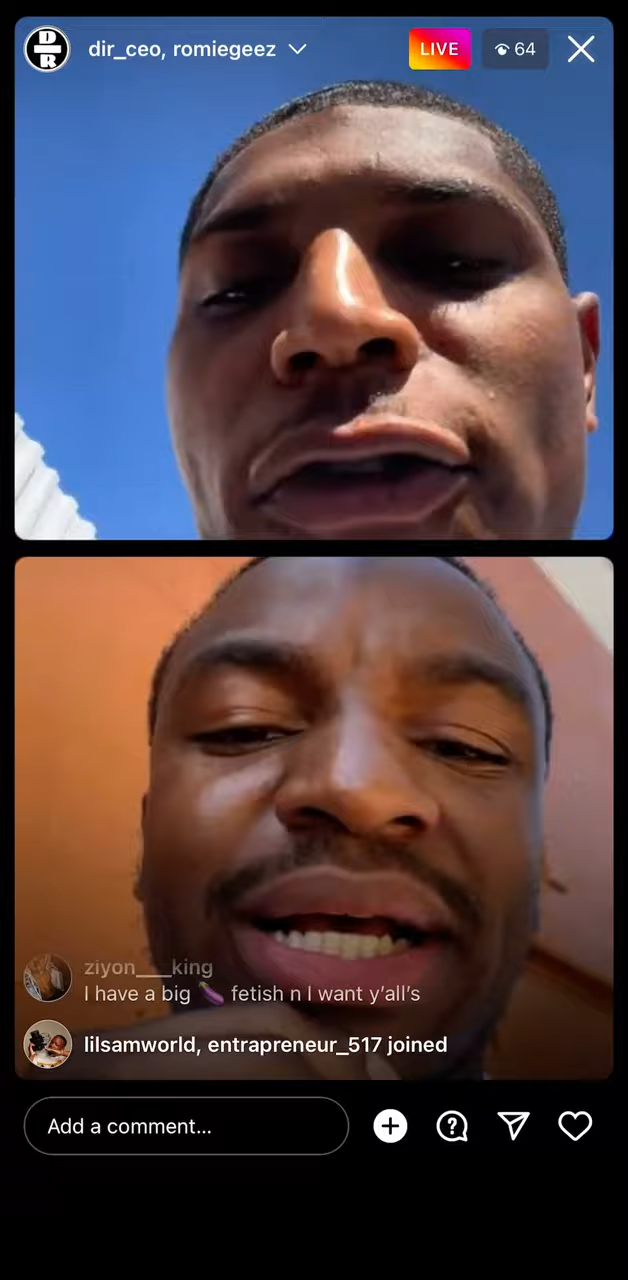 D
R
dir_ceo, romiegeez
LIVE
64
ziyon___king
I have a big 🍆 fetish n I want y'all's
lilsamworld, entrapreneur_517 joined
Add a comment...